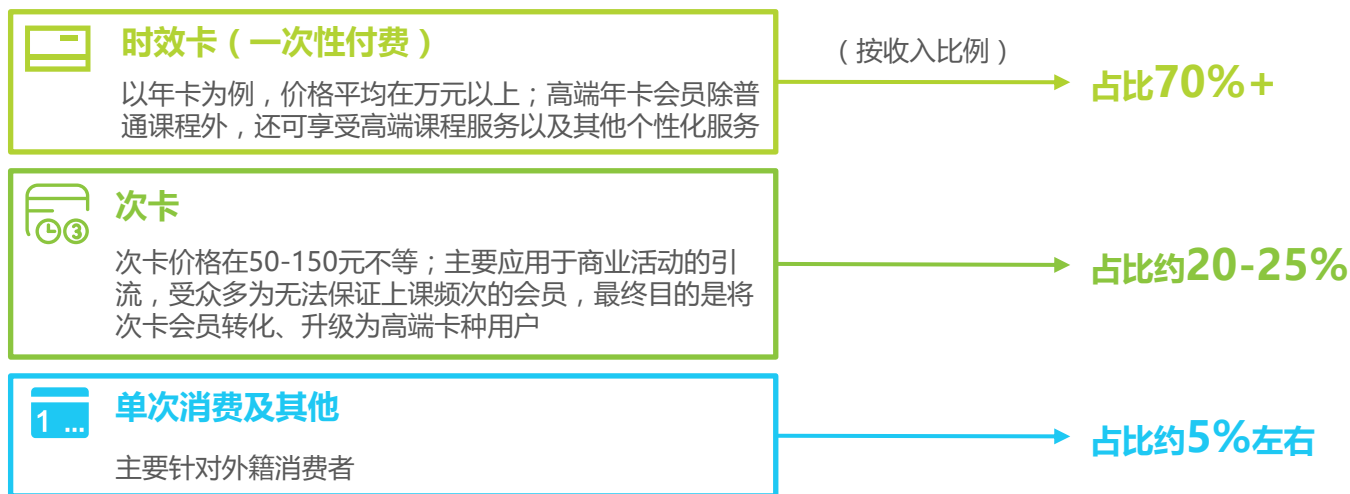 时效卡（一次性付费）
（按收入比例）
以年卡为例，价格平均在万元以上；高端年卡会员除普
通课程外，还可享受高端课程服务以及其他个性化服务
占比70%+
次卡
次卡价格在50-150元不等；主要应用于商业活动的引
流，受众多为无法保证上课频次的会员，最终目的是将
次卡会员转化、升级为高端卡种用户
3
占比约20-25%
单次消费及其他
1 ...
主要针对外籍消费者
占比约5%左右